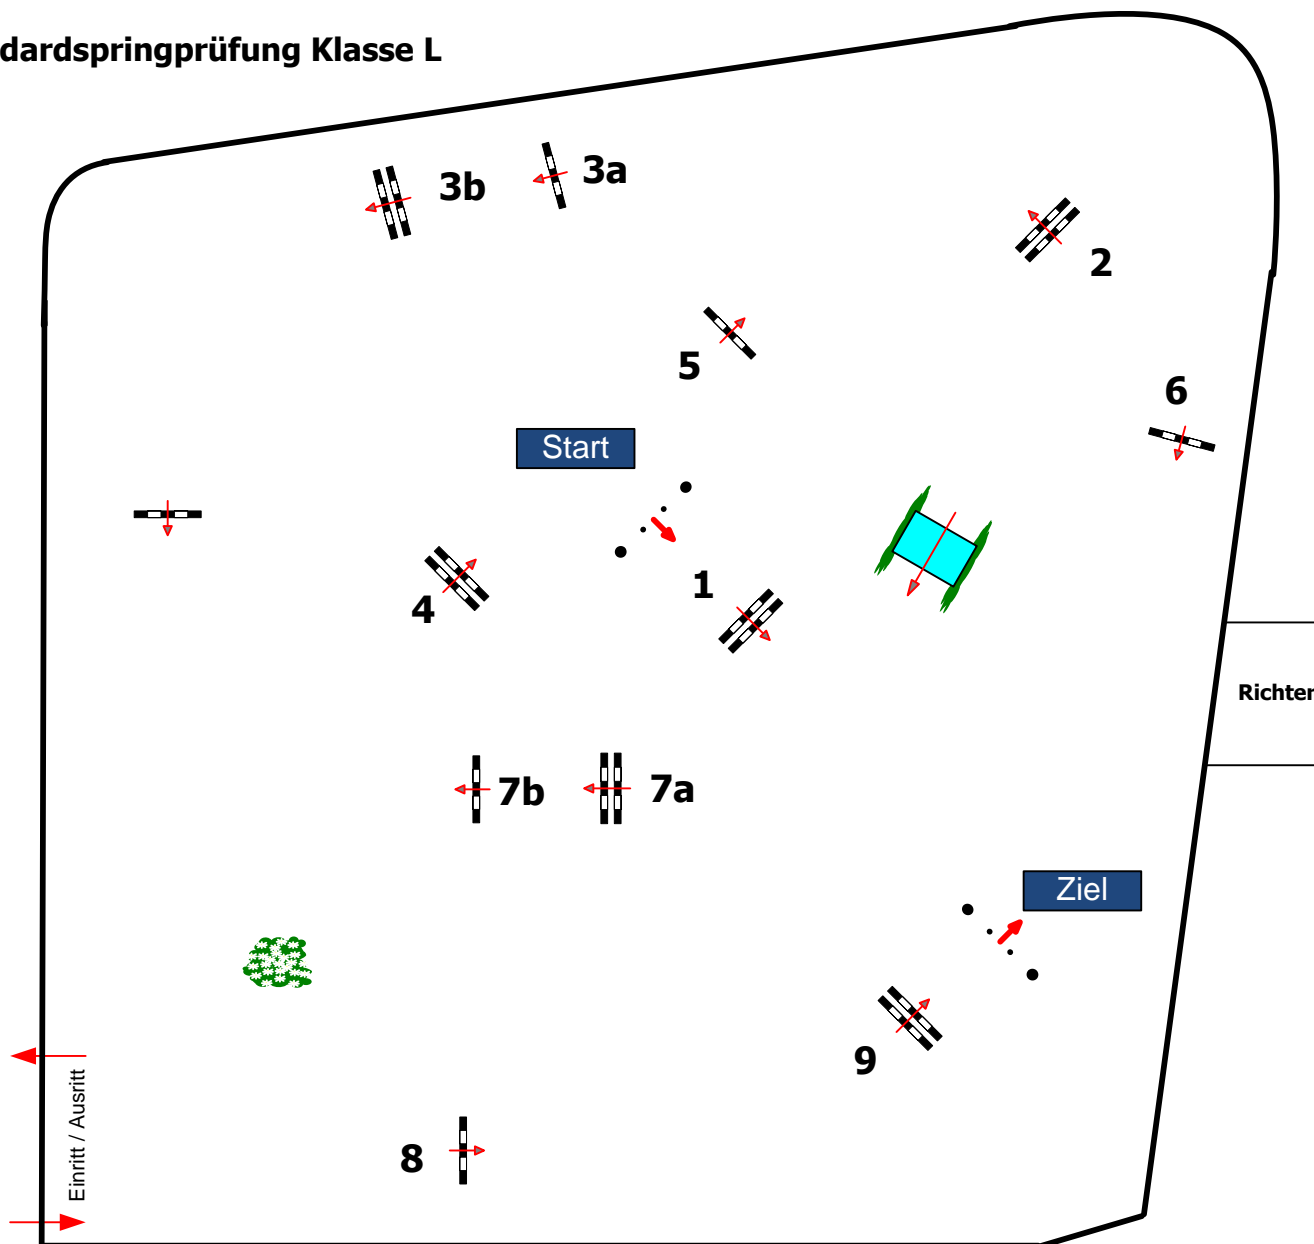 dardspringprüfung Klasse L
3b
3a
2
5
6
Start
1
4
Richter
7b
7a
Ziel
9
8
Einritt / Ausritt